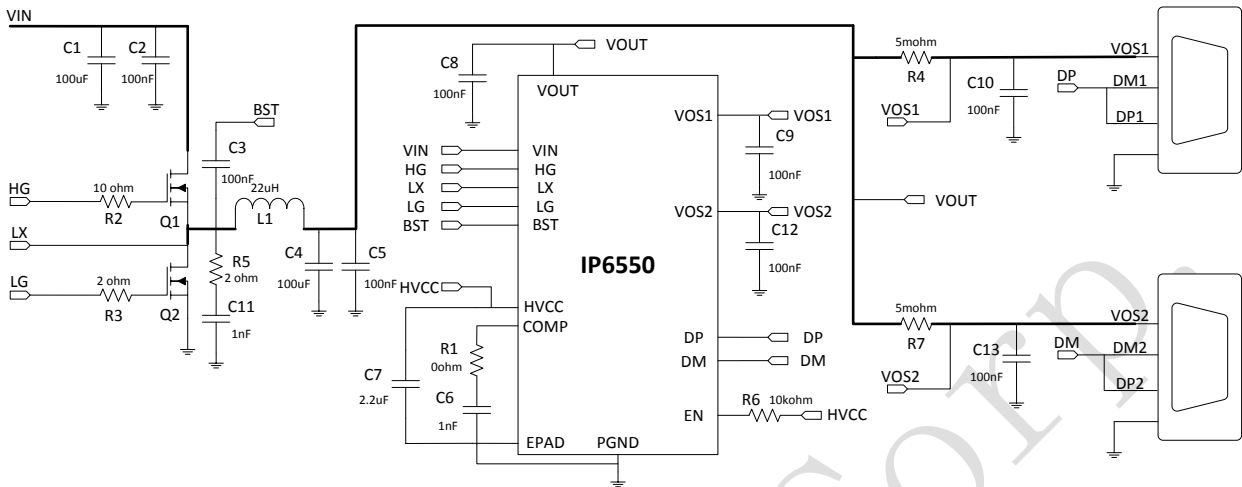 VIN
C1
100uF
C2
100nF
BST
C3
100nF
HG
10 ohm
R2
Q1
22uH
L1
LX
LG
2 ohm
R3
Q2
R5
2 ohm
C11
1nF
C4
100uF
C5
100nF
C8
100nF
VOUT
VOUT
VIN
VIN
HG
HG
LX
LX
LG
LG
BST
BST
IP6550
VOS1
VOS1
C9
100nF
VOS2
VOS2
C12
100nF
HVCC
HVCC
COMP
R1
0ohm
C7
2.2uF
C6
1nF
EPAD
PGND
DP
DP
DM
DM
EN
R6
10kohm
HVCC
5mohm
R4
VOS1
C10
100nF
VOS1
DP
DM1
DP1
VOUT
5mohm
R7
VOS2
C13
100nF
VOS2
DM
DM2
DP2
Corp.